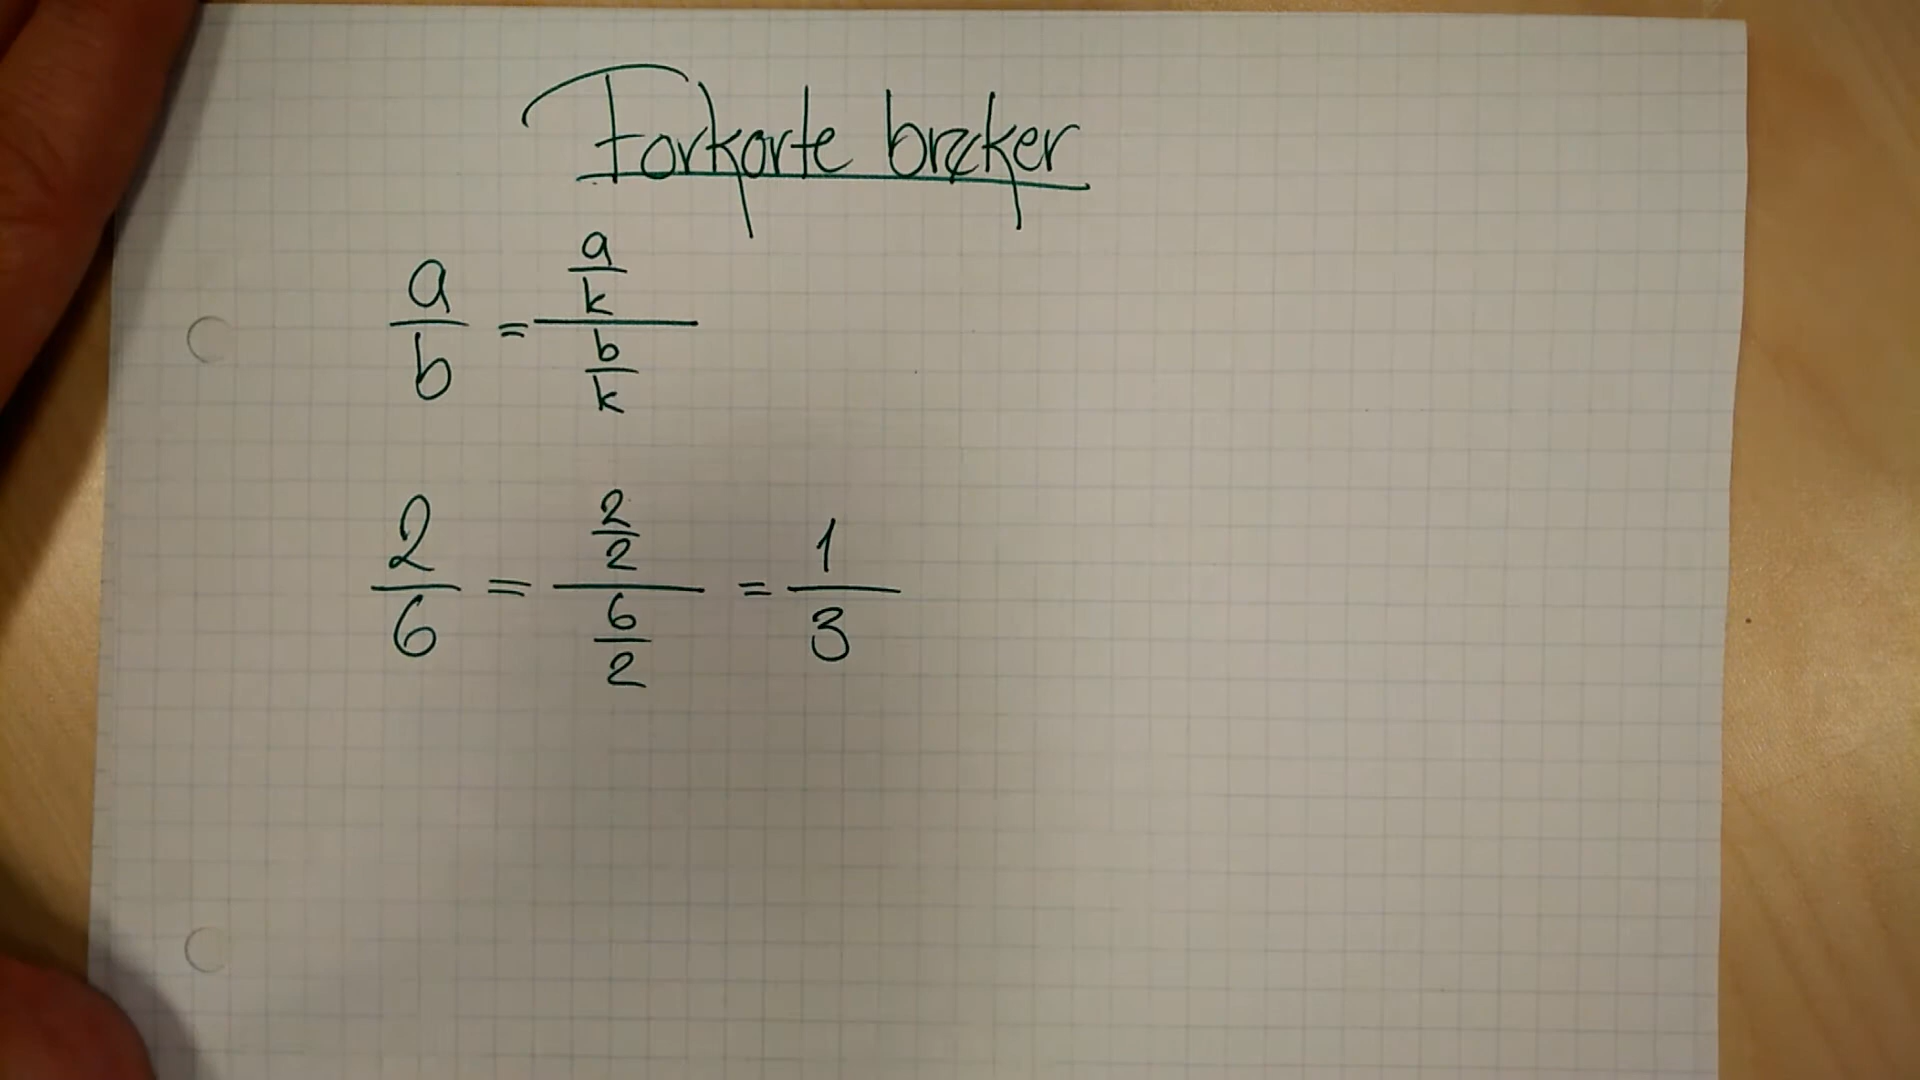 Forkorte brøker
a/b = (a/k)/(b/k)
2/6 = (2/2)/(6/2) = 1/3